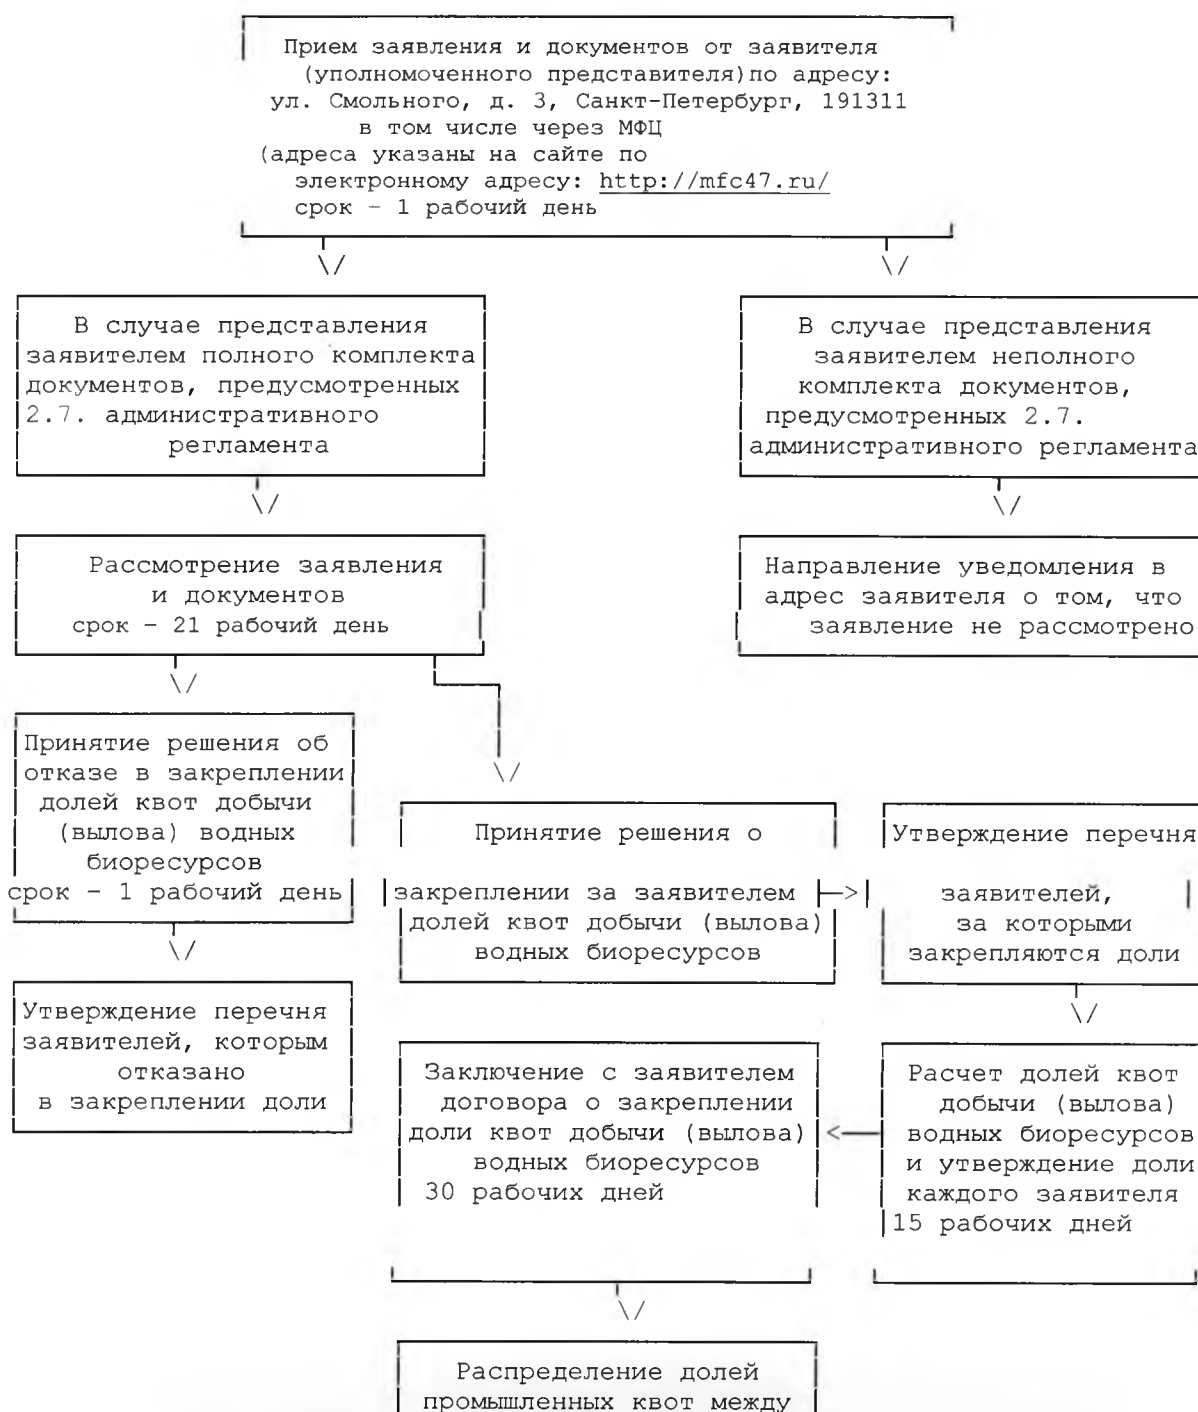 Прием заявления и документов от заявителя
(уполномоченного представителя)по адресу:
ул. Смольного, д. 3, Санкт-Петербург, 191311
в том числе через МФЦ
(адреса указаны на сайте по
электронному адресу: http://mfc47.ru/
срок – 1 рабочий день
В случае представления
заявителем полного комплекта
документов, предусмотренных
2.7. административного
регламента
В случае представления
заявителем неполного
комплекта документов,
предусмотренных 2.7.
административного регламента
Рассмотрение заявления
и документов
срок – 21 рабочий день
Направление уведомления в
адрес заявителя о том, что
заявление не рассмотрено
Принятие решения об
отказе в закреплении
долей квот добычи
(вылова) водных
биоресурсов
срок – 1 рабочий день
Принятие решения о
закреплении за заявителем
долей квот добычи (вылова)
водных биоресурсов
Утверждение перечня
заявителей,
за которыми
закрепляются доли
Утверждение перечня
заявителей, которым
отказано
в закреплении доли
Заключение с заявителем
договора о закреплении
доли квот добычи (вылова)
водных биоресурсов
30 рабочих дней
Расчет долей квот
добычи (вылова)
водных биоресурсов
и утверждение доли
каждого заявителя
15 рабочих дней
Распределение долей
промышленных квот между